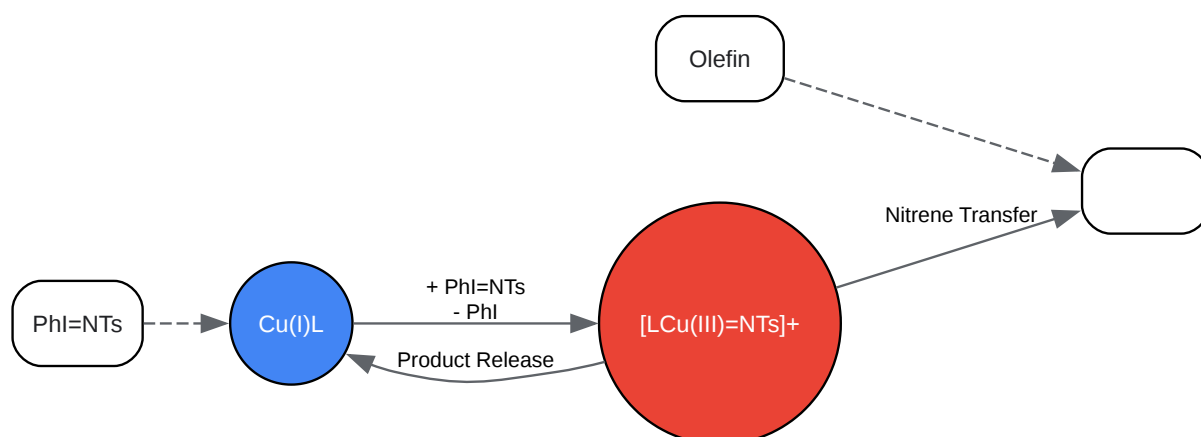 Olefin
Nitrene Transfer
+ PhI=NTs
- PhI
PhI=NTs
Cu(I)L
[LCu(III)=NTs]+
Product Release